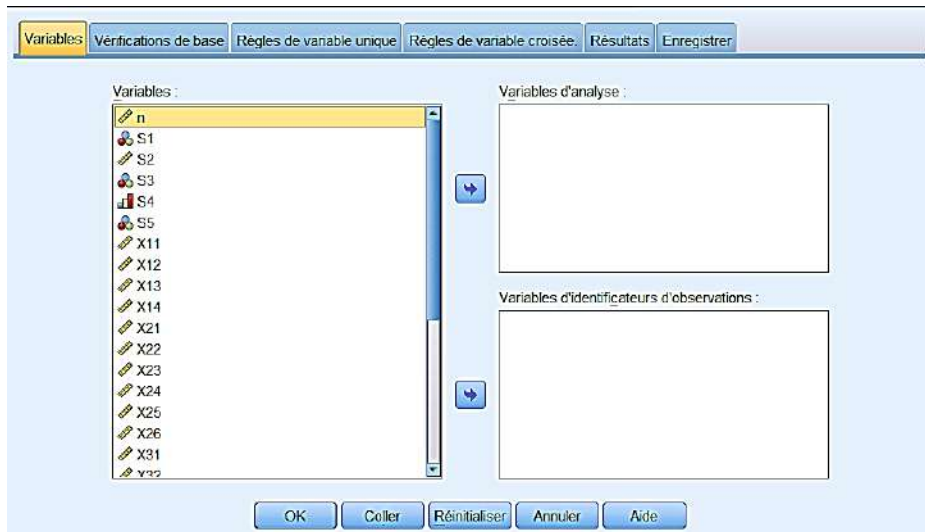 Variables Vérifications de base Règles de variable unique Règles de variable croisée. Résultats Enregistrer
Variables :
n
S1
S2
S3
S4
S5
X11
X12
X13
X14
X21
X22
X23
X24
X25
X26
X31
X32
Variables d'analyse :
Variables d'identificateurs d'observations :
OK Coller Réinitialiser Annuler Aide